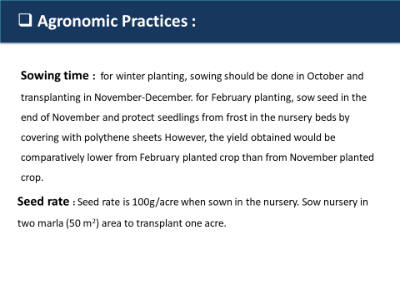 ❑ Agronomic Practices :
Sowing time : for winter planting, sowing should be done in October and
transplanting in November-December. for February planting, sow seed in the
end of November and protect seedlings from frost in the nursery beds by
covering with polythene sheets However, the yield obtained would be
comparatively lower from February planted crop than from November planted
crop.
Seed rate : Seed rate is 100g/acre when sown in the nursery. Sow nursery in
two marla (50 m²) area to transplant one acre.